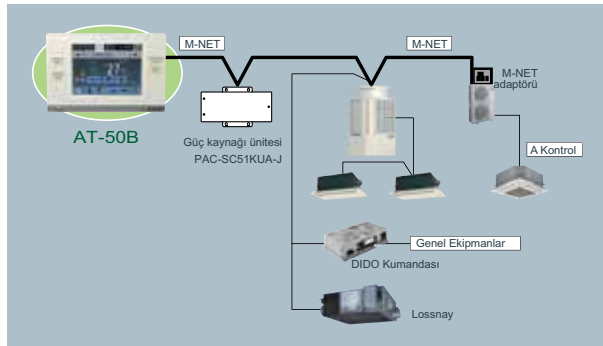 M-NET
M-NET
M-NET
adaptörü
AT-50B
Güç kaynağı ünitesi
PAC-SC51KUA-J
A Kontrol
Genel Ekipmanlar
DIDO Kumandası
Lossnay